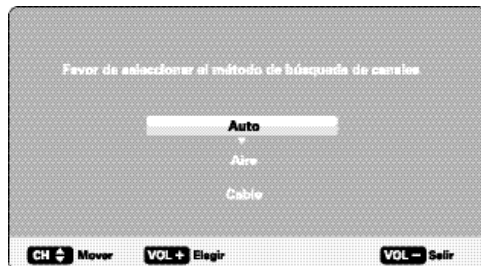 Favor de seleccionar el método de búsqueda de canales
Auto
Aire
Cable
CH Mover VOL + Elegir VOL − Salir